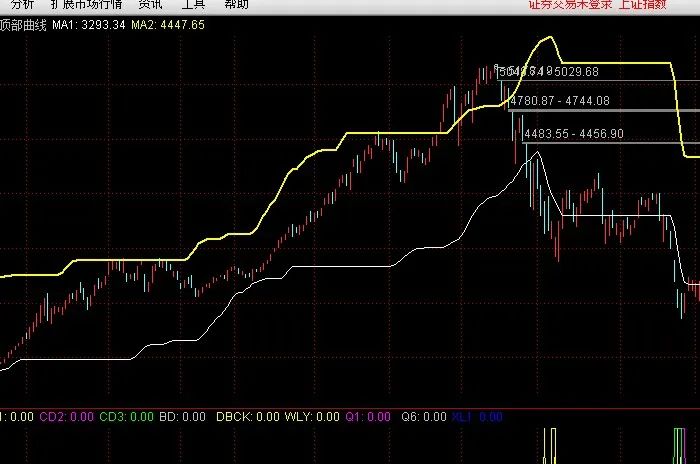 分析 扩展市场行情 资讯 工具 帮助 证券交易未登录 上证指数
顶部曲线 MA1: 3293.34 MA2: 4447.65
5029.68
4780.87 - 4744.08
4483.55 - 4456.90
: 0.00 CD2: 0.00 CD3: 0.00 BD: 0.00 DBCK: 0.00 WLY: 0.00 Q1: 0.00 Q6: 0.00 XL1 0.00